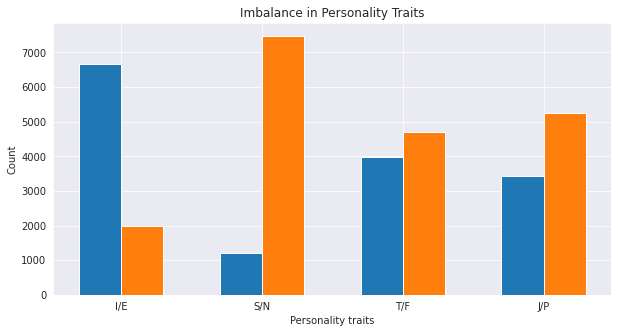 Imbalance in Personality Traits
Count
7000
6000
5000
4000
3000
2000
1000
0
I/E S/N T/F J/P
Personality traits